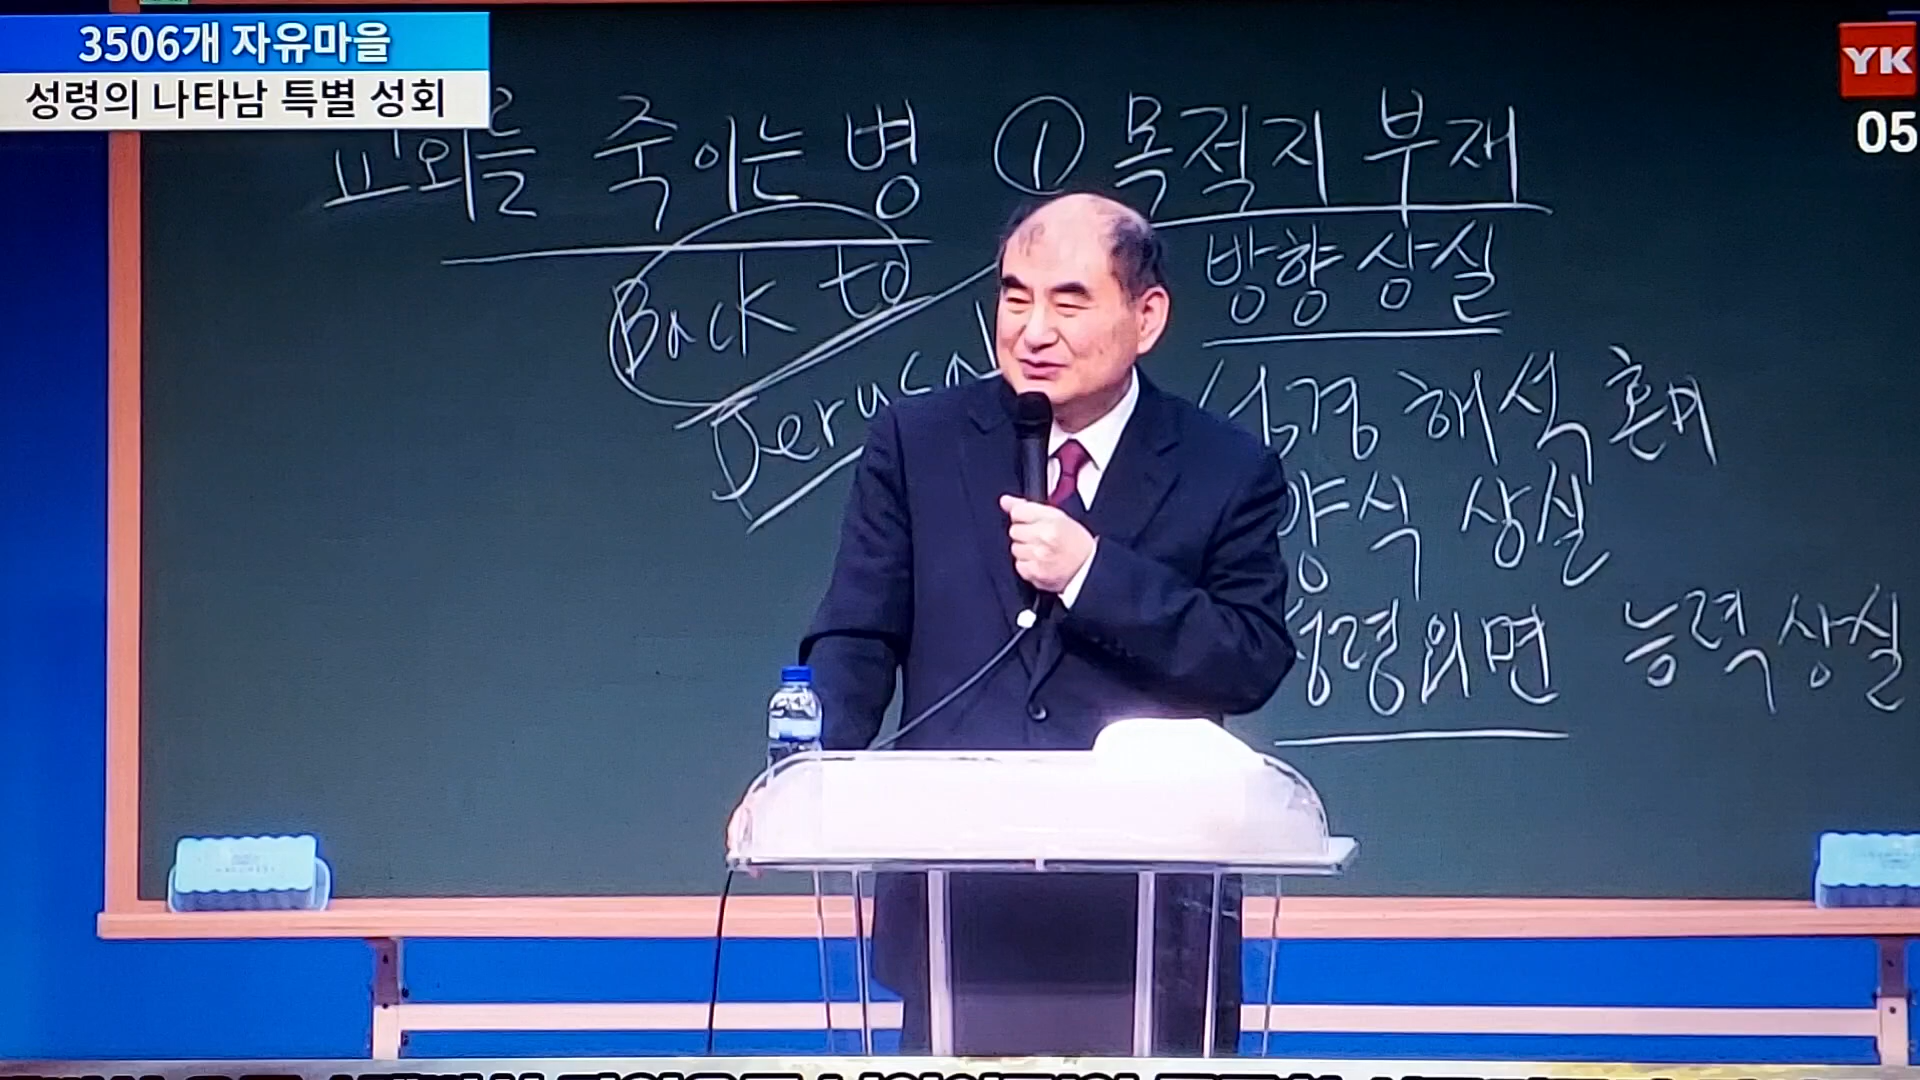 3506개 자유마을
성령의 나타남 특별 성회
YK
05
교회를 죽이는 병 ① 목적지 부재
Back to
방향 상실
성경 해석 혼미
양식 상실
성령외면 능력상실